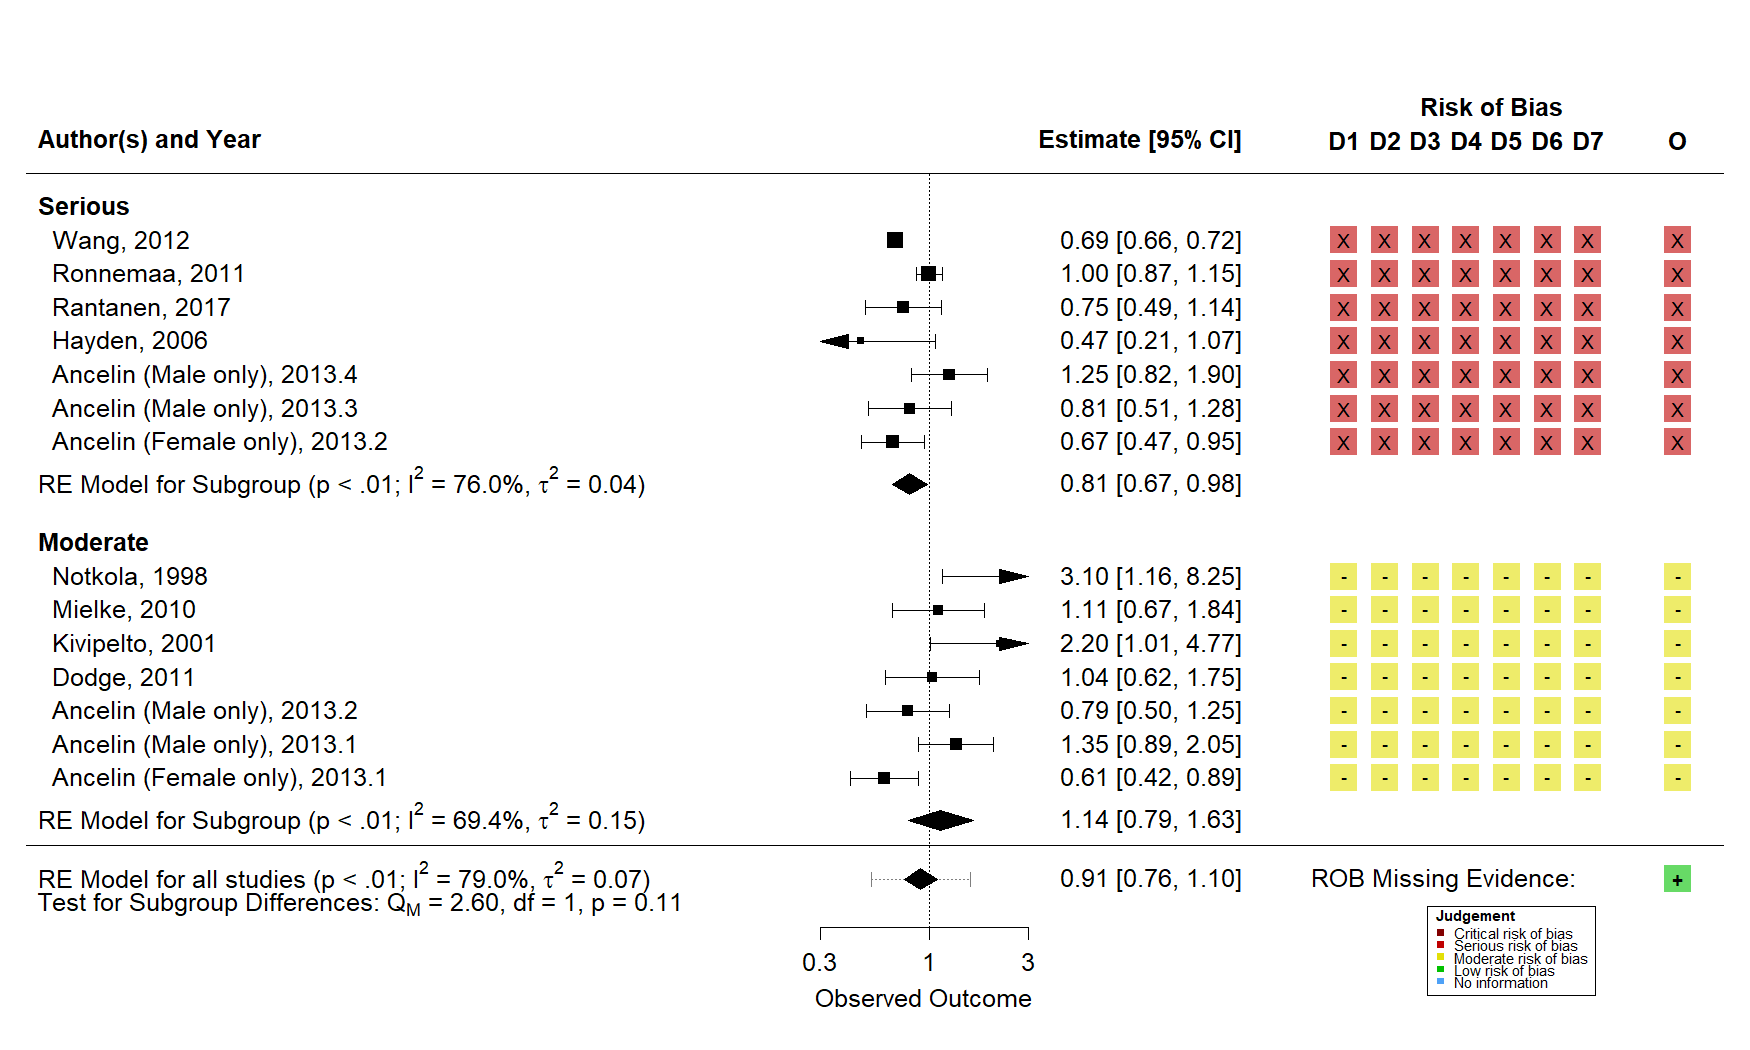 Risk of Bias
Author(s) and Year Estimate [95% CI] D1 D2 D3 D4 D5 D6 D7 O
Serious
Wang, 2012 0.69 [0.66, 0.72] X X X X X X X X
Ronnemaa, 2011 1.00 [0.87, 1.15] X X X X X X X X
Rantanen, 2017 0.75 [0.49, 1.14] X X X X X X X X
Hayden, 2006 0.47 [0.21, 1.07] X X X X X X X X
Ancelin (Male only), 2013.4 1.25 [0.82, 1.90] X X X X X X X X
Ancelin (Male only), 2013.3 0.81 [0.51, 1.28] X X X X X X X X
Ancelin (Female only), 2013.2 0.67 [0.47, 0.95] X X X X X X X X
RE Model for Subgroup (p < .01; I² = 76.0%, τ² = 0.04) 0.81 [0.67, 0.98]
Moderate
Notkola, 1998 3.10 [1.16, 8.25] - - - - - - - -
Mielke, 2010 1.11 [0.67, 1.84] - - - - - - - -
Kivipelto, 2001 2.20 [1.01, 4.77] - - - - - - - -
Dodge, 2011 1.04 [0.62, 1.75] - - - - - - - -
Ancelin (Male only), 2013.2 0.79 [0.50, 1.25] - - - - - - - -
Ancelin (Male only), 2013.1 1.35 [0.89, 2.05] - - - - - - - -
Ancelin (Female only), 2013.1 0.61 [0.42, 0.89] - - - - - - - -
RE Model for Subgroup (p < .01; I² = 69.4%, τ² = 0.15) 1.14 [0.79, 1.63]
RE Model for all studies (p < .01; I² = 79.0%, τ² = 0.07) 0.91 [0.76, 1.10] ROB Missing Evidence: +
Test for Subgroup Differences: Q_M = 2.60, df = 1, p = 0.11
0.3 1 3
Observed Outcome
Judgement
Critical risk of bias
Serious risk of bias
Moderate risk of bias
Low risk of bias
No information